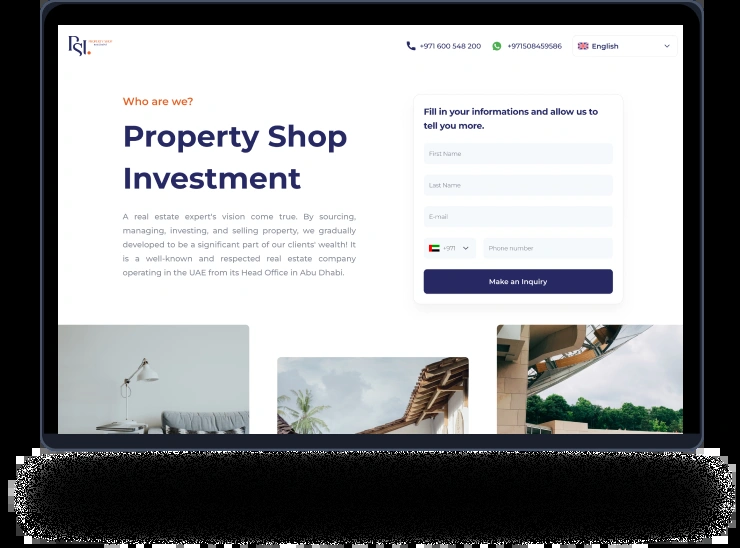 PSI.
+971 600 548 200
+971508459586
English
Who are we?
Property Shop
Investment
A real estate expert's vision come true. By sourcing,
managing, investing, and selling property, we gradually
developed to be a significant part of our clients' wealth! It
is a well-known and respected real estate company
operating in the UAE from its Head Office in Abu Dhabi.
Fill in your informations and allow us to
tell you more.
First Name
Last Name
E-mail
+971
Phone number
Make an Inquiry